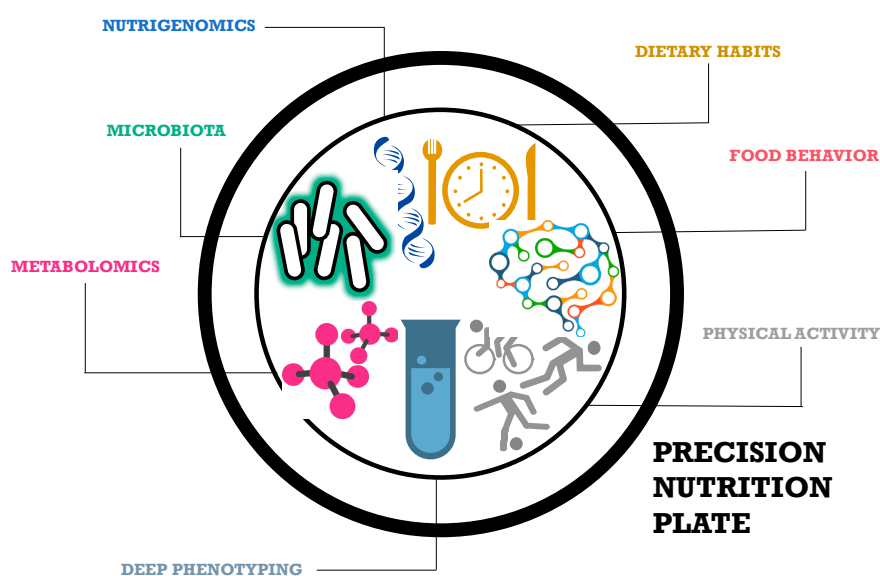 NUTRIGENOMICS
DIETARY HABITS
MICROBIOTA
FOOD BEHAVIOR
METABOLOMICS
PHYSICAL ACTIVITY
PRECISION
NUTRITION
PLATE
DEEP PHENOTYPING